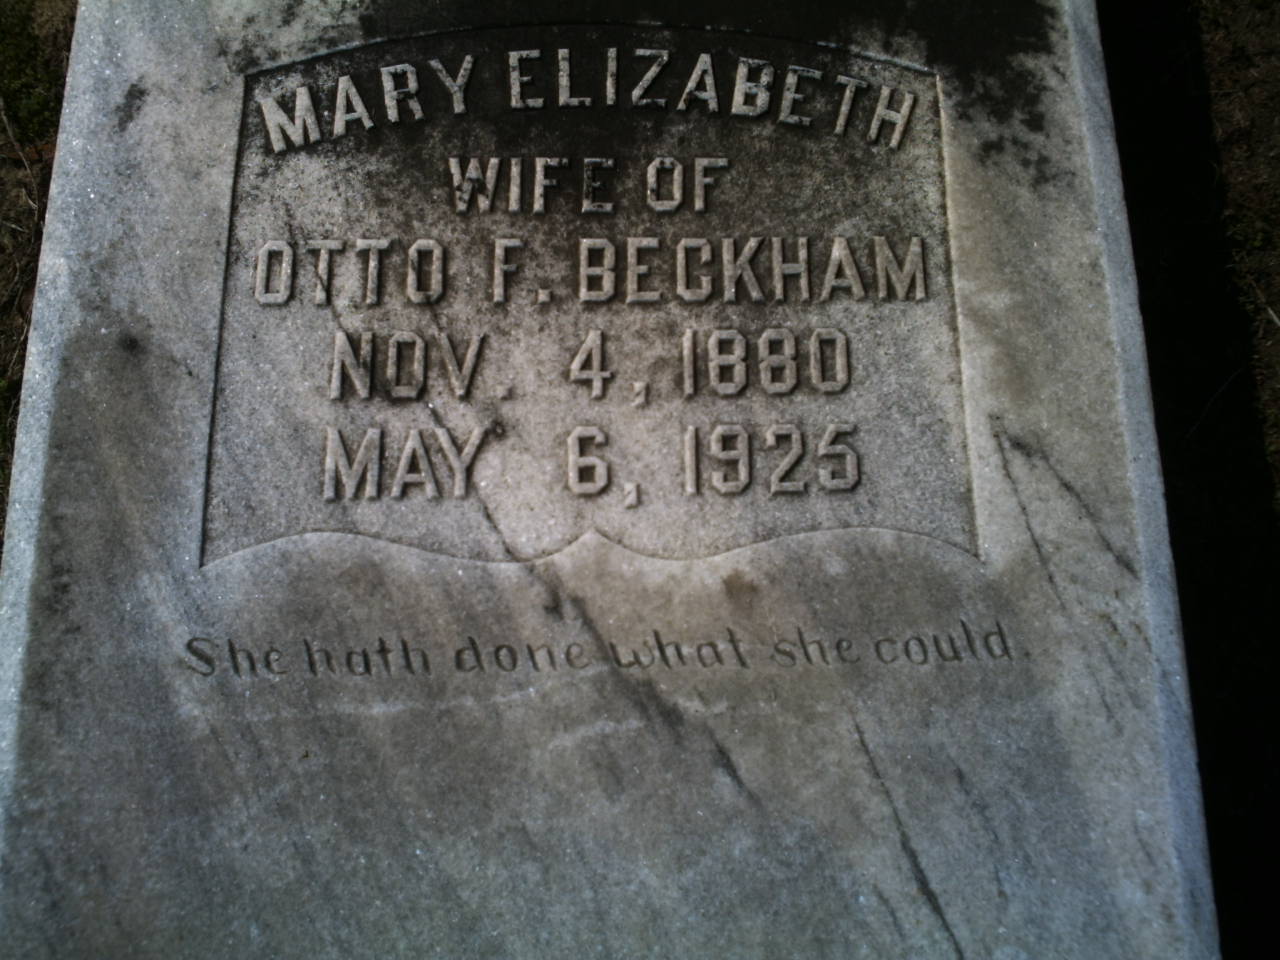 MARY ELIZABETH
WIFE OF
OTTO F. BECKHAM
NOV. 4, 1880
MAY 6, 1925
She hath done what she could.